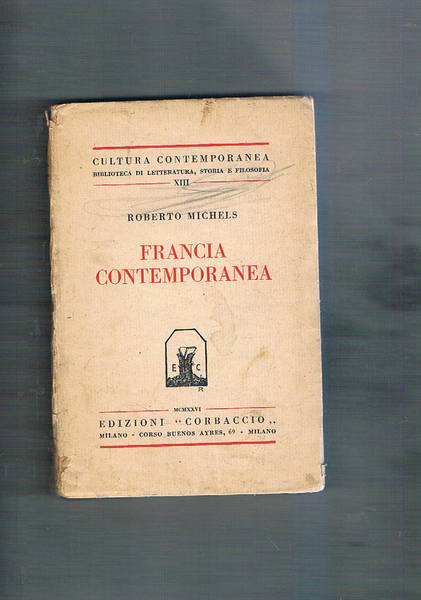 CULTURA CONTEMPORANEA
BIBLIOTECA DI LETTERATURA, STORIA E FILOSOFIA
XIII
ROBERTO MICHELS
FRANCIA
CONTEMPORANEA
E C
R
MCMXXVI
EDIZIONI “CORBACCIO„
MILANO - CORSO BUENOS AYRES, 69 - MILANO